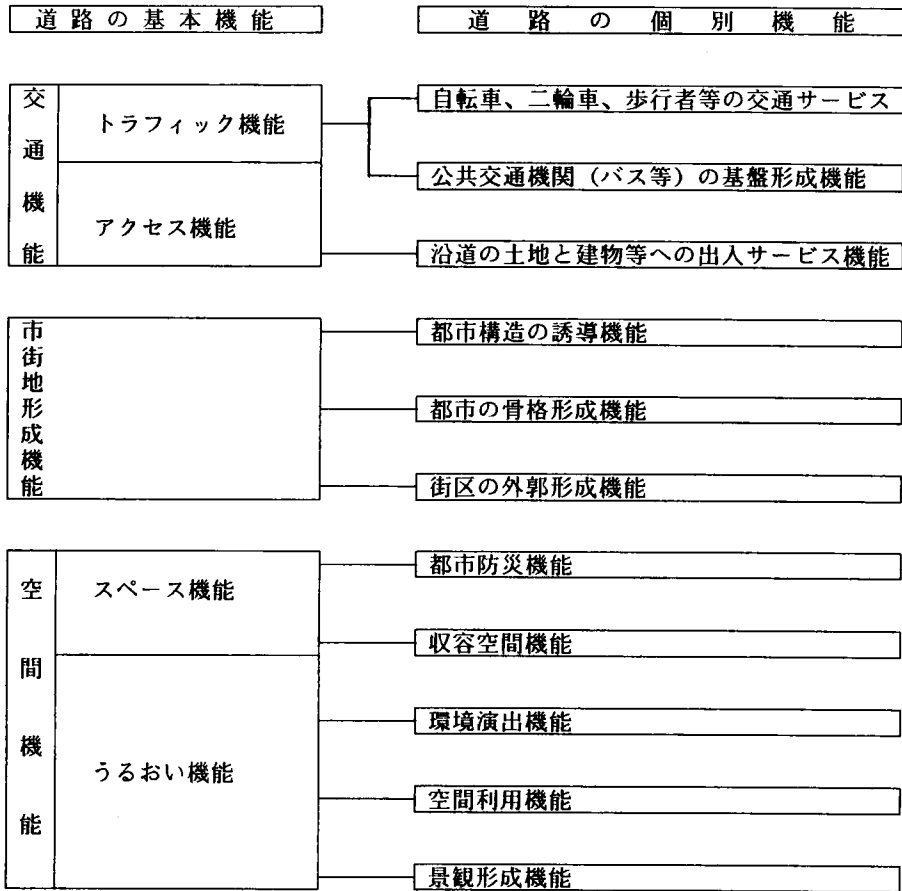 道路の基本機能
道路の個別機能
交通機能
トラフィック機能
自転車、二輪車、歩行者等の交通サービス
公共交通機関（バス等）の基盤形成機能
アクセス機能
沿道の土地と建物等への出入サービス機能
市街地形成機能
都市構造の誘導機能
都市の骨格形成機能
街区の外郭形成機能
空間機能
スペース機能
都市防災機能
収容空間機能
うるおい機能
環境演出機能
空間利用機能
景観形成機能